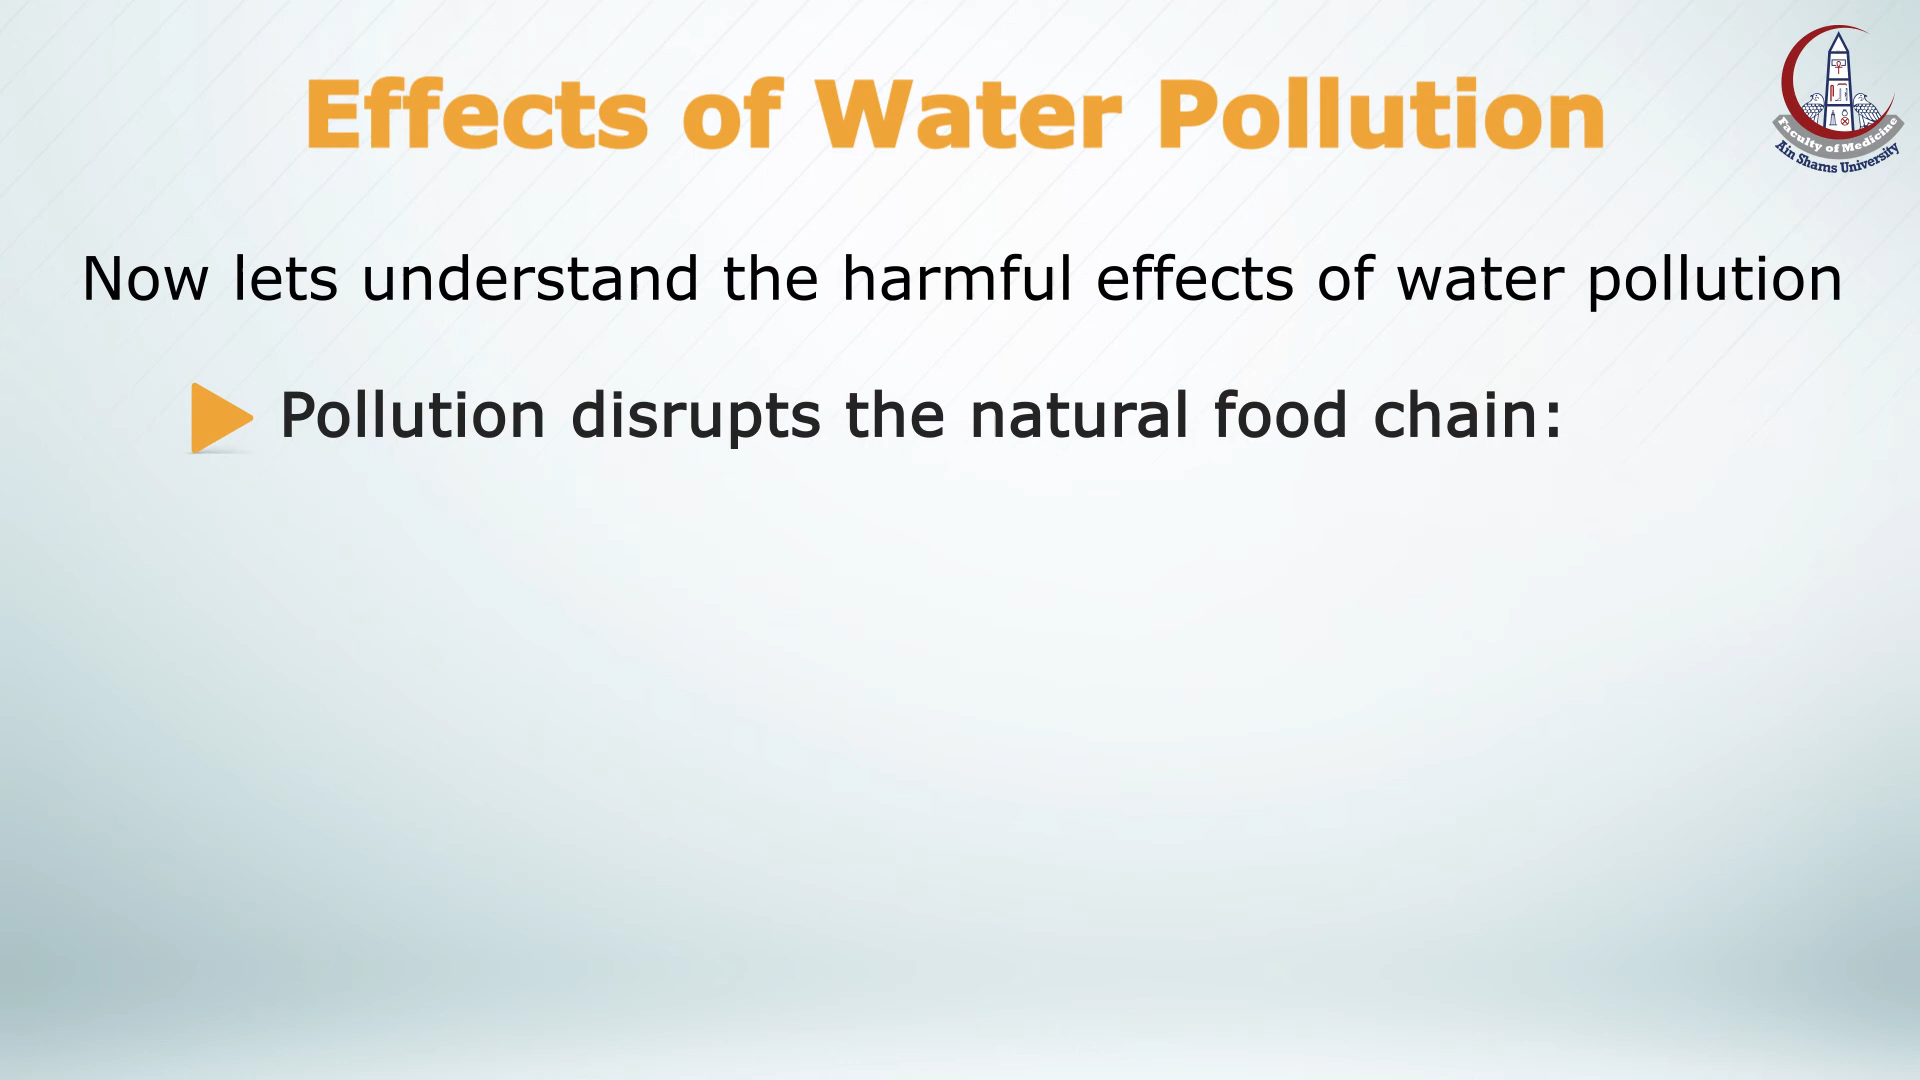 Effects of Water Pollution
Faculty of Medicine
Ain Shams University
Now lets understand the harmful effects of water pollution
Pollution disrupts the natural food chain: